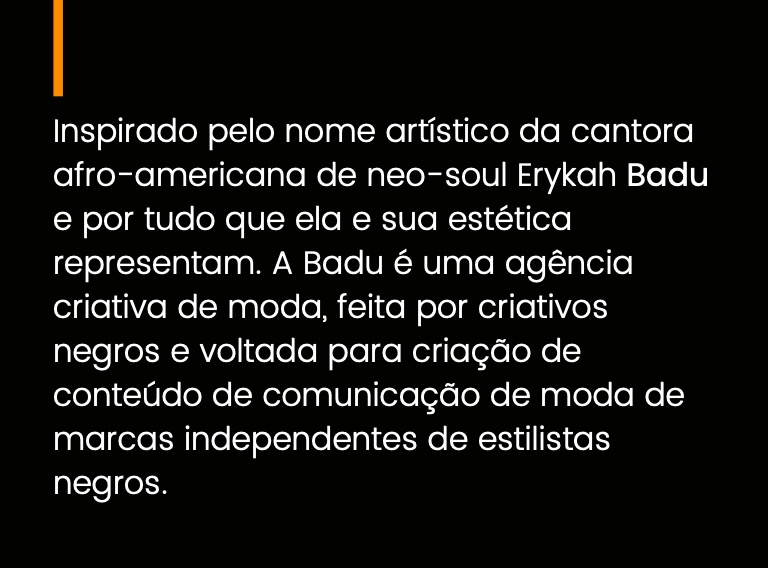 Inspirado pelo nome artístico da cantora
afro-americana de neo-soul Erykah Badu
e por tudo que ela e sua estética
representam. A Badu é uma agência
criativa de moda, feita por criativos
negros e voltada para criação de
conteúdo de comunicação de moda de
marcas independentes de estilistas
negros.